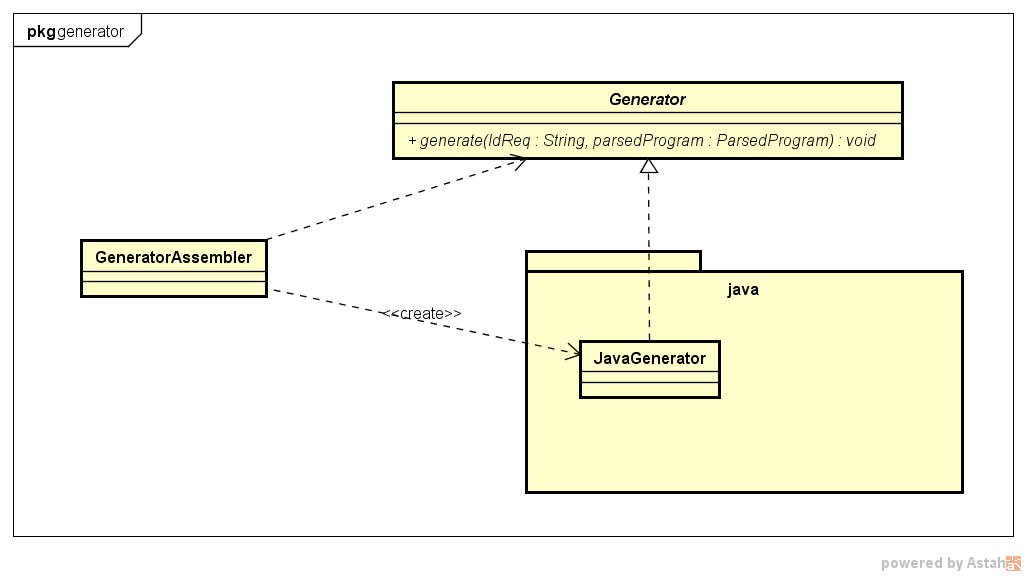 pkg generator
Generator
+ generate(IdReq : String, parsedProgram : ParsedProgram) : void
GeneratorAssembler
java
<<create>>
JavaGenerator
powered by Astah